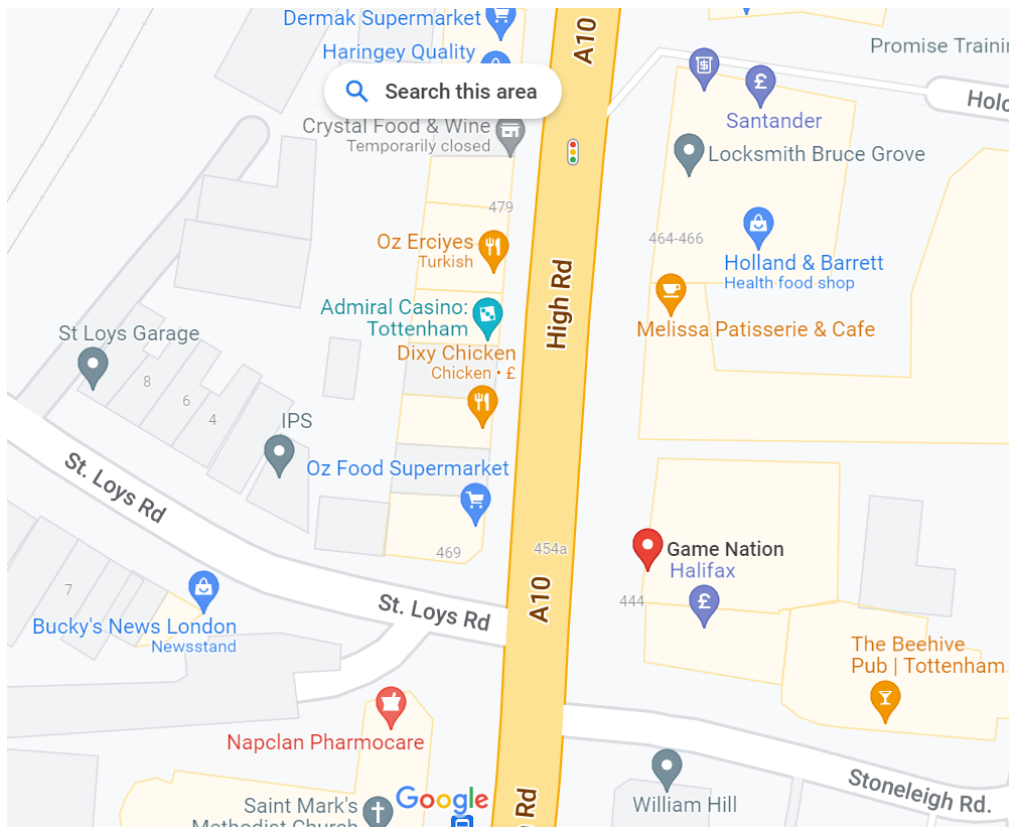 Dermak Supermarket
A10
Haringey Quality
Promise Trainin
Search this area
Santander
Hold
Crystal Food & Wine
Temporarily closed
Locksmith Bruce Grove
479
464-466
Oz Erciyes
Turkish
Holland & Barrett
Health food shop
High Rd
Admiral Casino:
Tottenham
Melissa Patisserie & Cafe
St Loys Garage
Dixy Chicken
Chicken • £
8
6
4
IPS
Oz Food Supermarket
St. Loys Rd
469
454a
Game Nation
Halifax
A10
444
7
St. Loys Rd
Bucky's News London
Newsstand
The Beehive
Pub | Tottenham
Napclan Pharmocare
William Hill
Stoneleigh Rd.
Google
Saint Mark's
Methodist Church
Rd